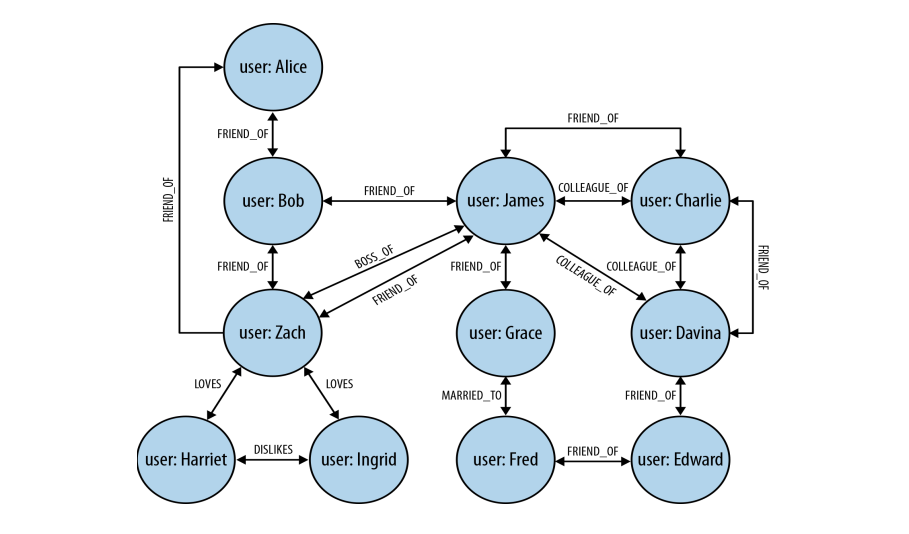 user: Alice
FRIEND_OF
FRIEND_OF
FRIEND_OF
user: Bob
FRIEND_OF
user: James
COLLEAGUE_OF
user: Charlie
FRIEND_OF
BOSS_OF
FRIEND_OF
FRIEND_OF
COLLEAGUE_OF
COLLEAGUE_OF
FRIEND_OF
user: Zach
user: Grace
user: Davina
LOVES
LOVES
MARRIED_TO
FRIEND_OF
user: Harriet
DISLIKES
user: Ingrid
user: Fred
FRIEND_OF
user: Edward